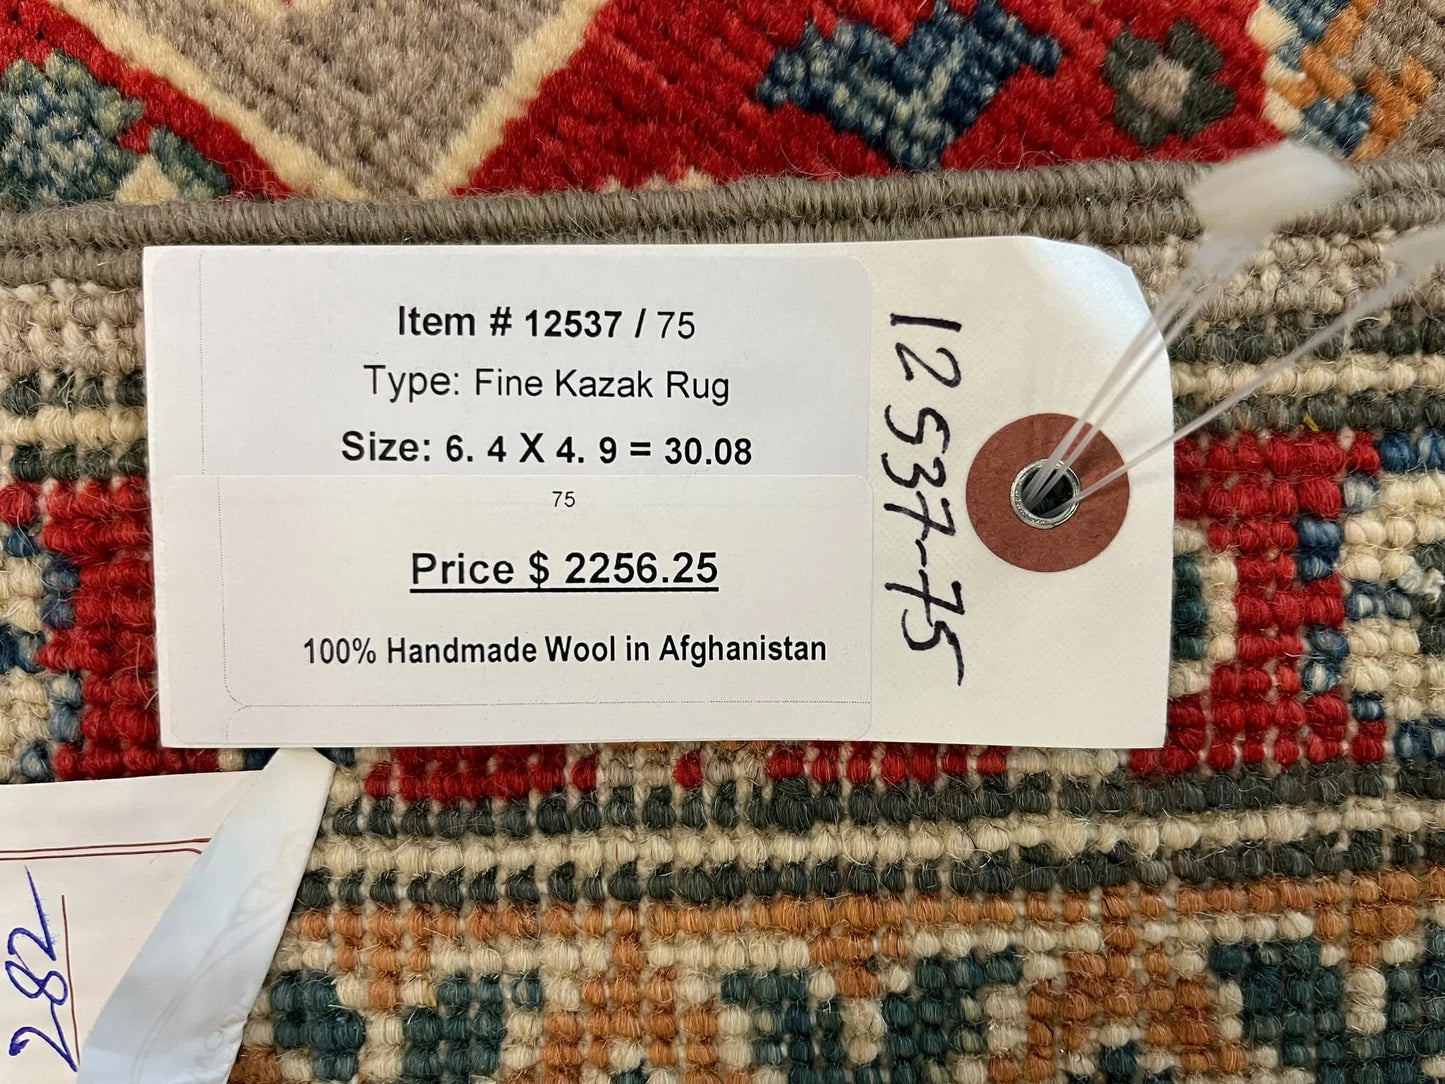 Item # 12537 / 75
Type: Fine Kazak Rug
Size: 6. 4 X 4. 9 = 30.08
75
Price $ 2256.25
100% Handmade Wool in Afghanistan
12537-75
282